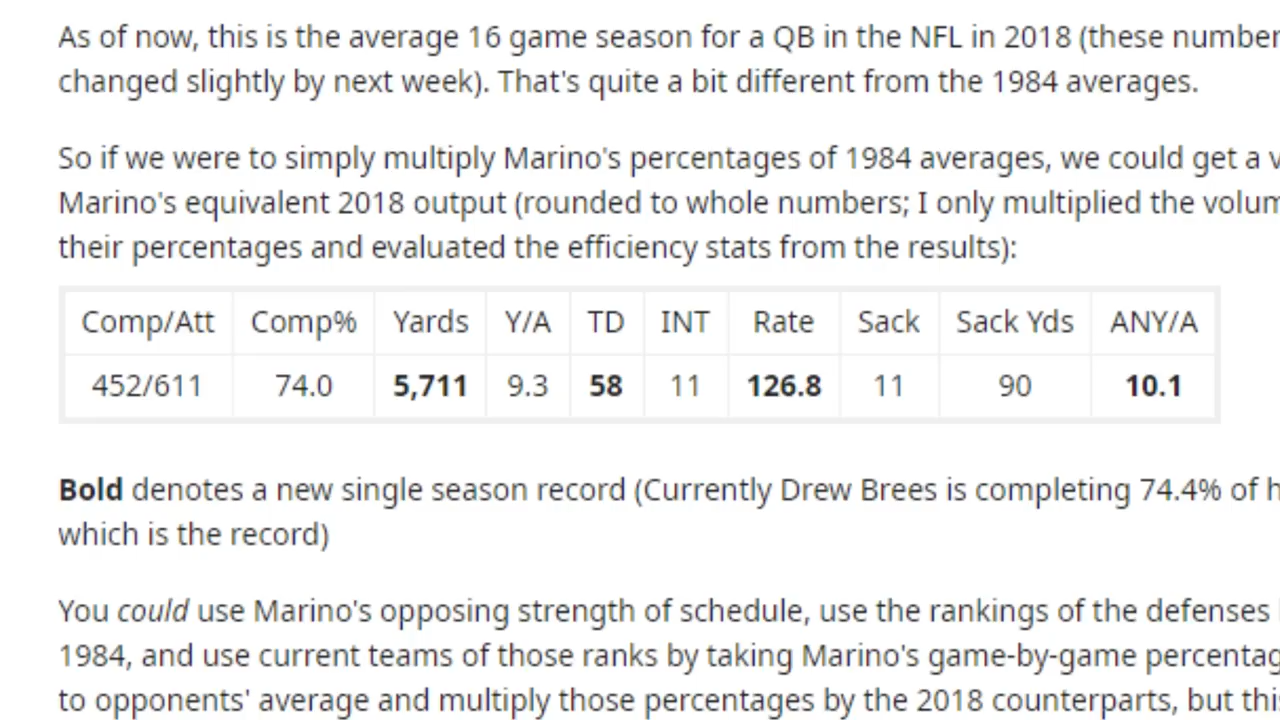 As of now, this is the average 16 game season for a QB in the NFL in 2018 (these number
changed slightly by next week). That's quite a bit different from the 1984 averages.
So if we were to simply multiply Marino's percentages of 1984 averages, we could get a v
Marino's equivalent 2018 output (rounded to whole numbers; I only multiplied the volum
their percentages and evaluated the efficiency stats from the results):
Comp/Att Comp% Yards Y/A TD INT Rate Sack Sack Yds ANY/A
452/611 74.0 5,711 9.3 58 11 126.8 11 90 10.1
Bold denotes a new single season record (Currently Drew Brees is completing 74.4% of h
which is the record)
You could use Marino's opposing strength of schedule, use the rankings of the defenses
1984, and use current teams of those ranks by taking Marino's game-by-game percentag
to opponents' average and multiply those percentages by the 2018 counterparts, but this